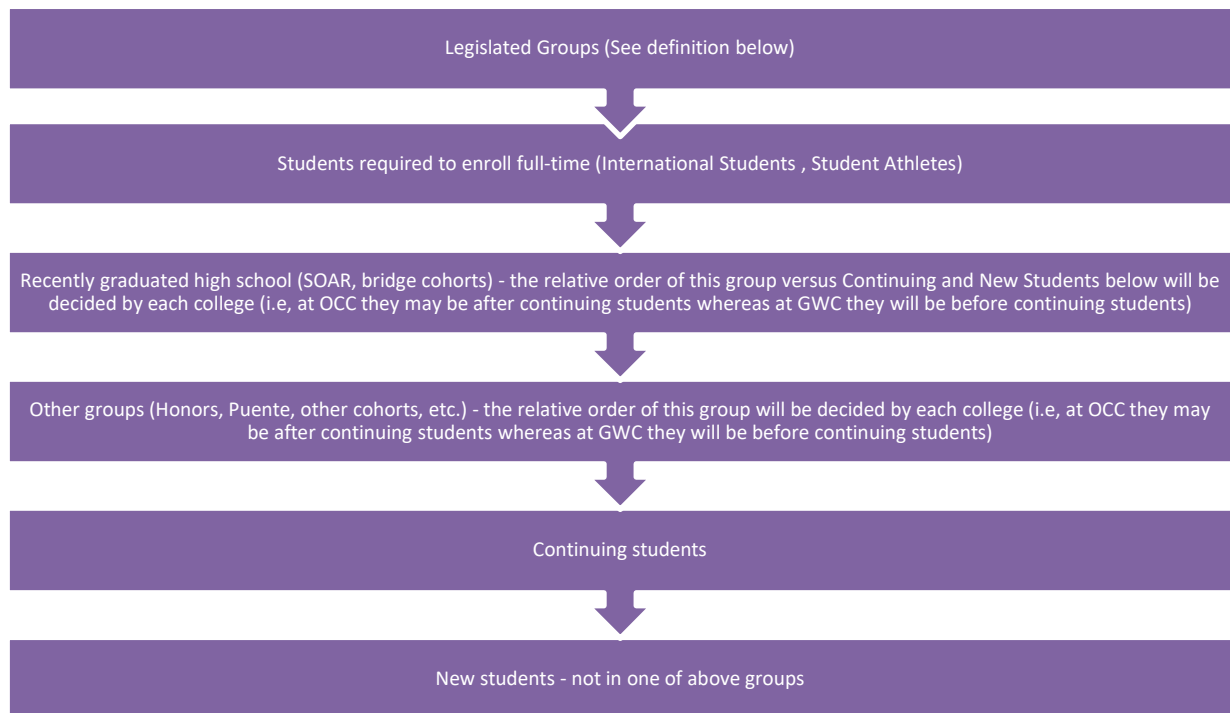 Legislated Groups (See definition below)
Students required to enroll full-time (International Students , Student Athletes)
Recently graduated high school (SOAR, bridge cohorts) - the relative order of this group versus Continuing and New Students below will be
decided by each college (i.e, at OCC they may be after continuing students whereas at GWC they will be before continuing students)
Other groups (Honors, Puente, other cohorts, etc.) - the relative order of this group will be decided by each college (i.e, at OCC they may
be after continuing students whereas at GWC they will be before continuing students)
Continuing students
New students - not in one of above groups